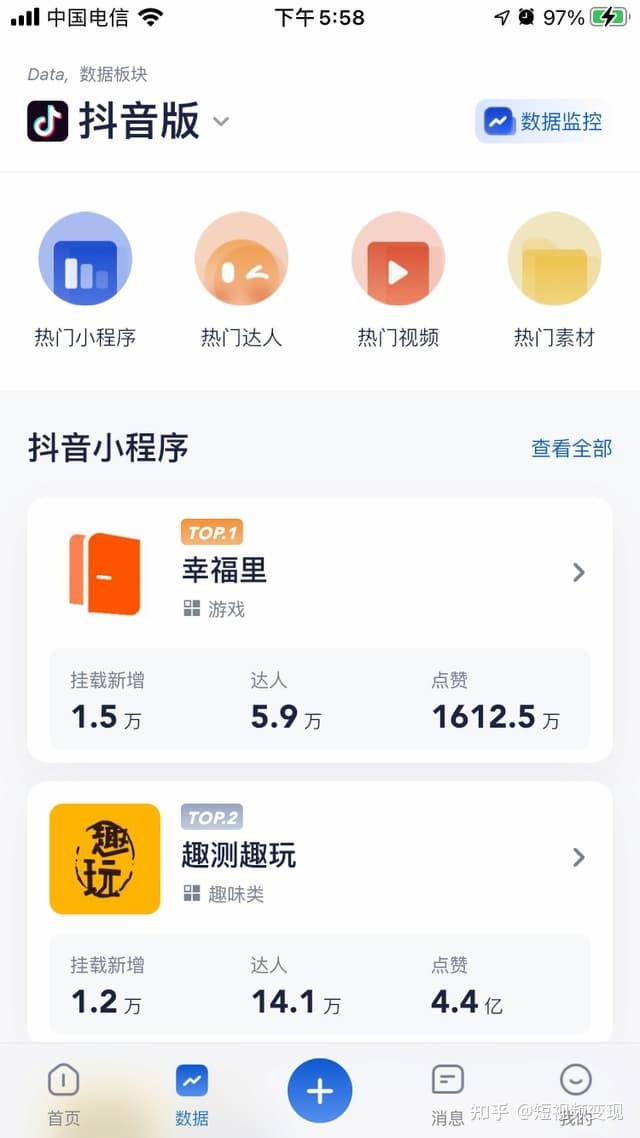 中国电信 下午5:58 97%
Data, 数据板块
抖音版 数据监控
热门小程序 热门达人 热门视频 热门素材
抖音小程序 查看全部
TOP.1
幸福里
游戏
挂载新增 达人 点赞
1.5万 5.9万 1612.5万
趣玩
TOP.2
趣测趣玩
趣味类
挂载新增 达人 点赞
1.2万 14.1万 4.4亿
首页 数据 消息 我的
知乎 @短视频变现